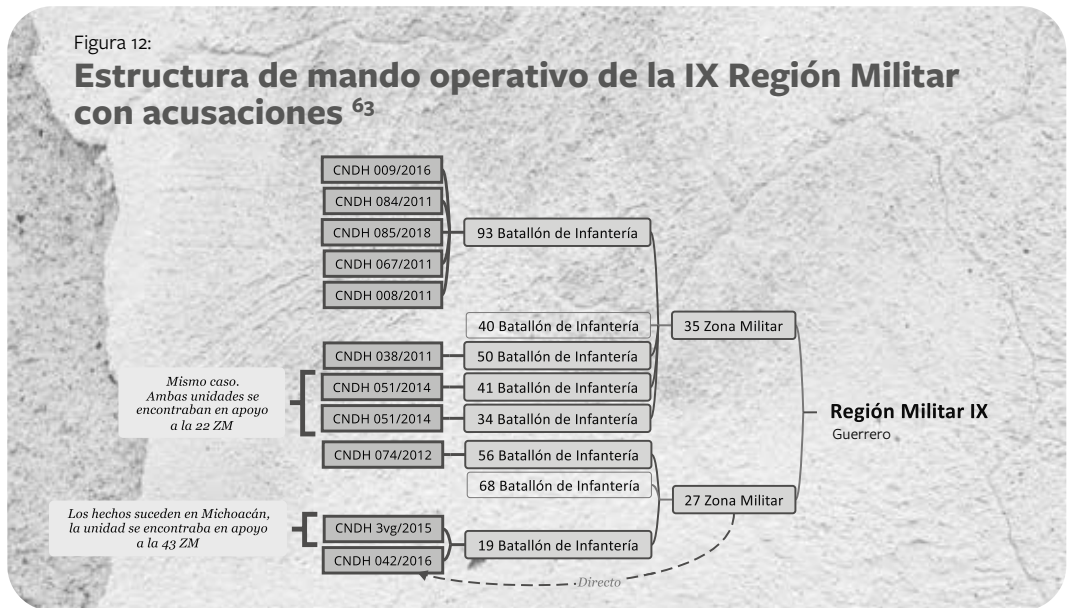 Figura 12:
Estructura de mando operativo de la IX Región Militar
con acusaciones 63
CNDH 009/2016
CNDH 084/2011
CNDH 085/2018
CNDH 067/2011
CNDH 008/2011
93 Batallón de Infantería
40 Batallón de Infantería
35 Zona Militar
CNDH 038/2011
50 Batallón de Infantería
Mismo caso.
Ambas unidades se
encontraban en apoyo
a la 22 ZM
CNDH 051/2014
41 Batallón de Infantería
CNDH 051/2014
34 Batallón de Infantería
Región Militar IX
Guerrero
CNDH 074/2012
56 Batallón de Infantería
68 Batallón de Infantería
27 Zona Militar
Los hechos suceden en Michoacán,
la unidad se encontraba en apoyo
a la 43 ZM
CNDH 3vg/2015
CNDH 042/2016
19 Batallón de Infantería
Directo